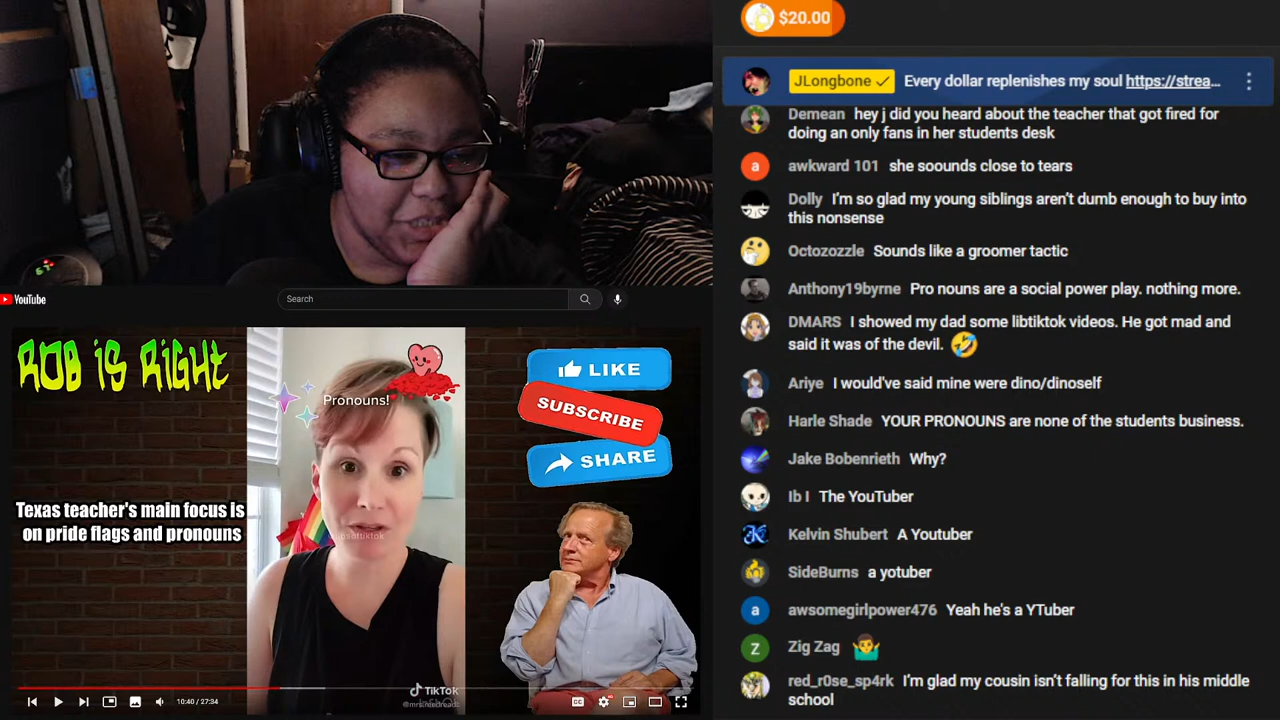 $20.00
JLongbone Every dollar replenishes my soul https://strea...
Demean hey j did you heard about the teacher that got fired for
doing an only fans in her students desk
awkward 101 she soounds close to tears
Dolly I'm so glad my young siblings aren't dumb enough to buy into
this nonsense
Octozozzle Sounds like a groomer tactic
Anthony19byrne Pro nouns are a social power play. nothing more.
DMARS I showed my dad some libtiktok videos. He got mad and
said it was of the devil.
Ariye I would've said mine were dino/dinoself
Harle Shade YOUR PRONOUNS are none of the students business.
Jake Bobenrieth Why?
Ib I The YouTuber
Kelvin Shubert A Youtuber
SideBurns a yotuber
awsomegirlpower476 Yeah he's a YTuber
Zig Zag
red_r0se_sp4rk I'm glad my cousin isn't falling for this in his middle
school
YouTube
Search
ROB iS RiGHT
Pronouns!
LIKE
SUBSCRIBE
SHARE
Texas teacher's main focus is
on pride flags and pronouns
TikTok
10:40 / 27:34